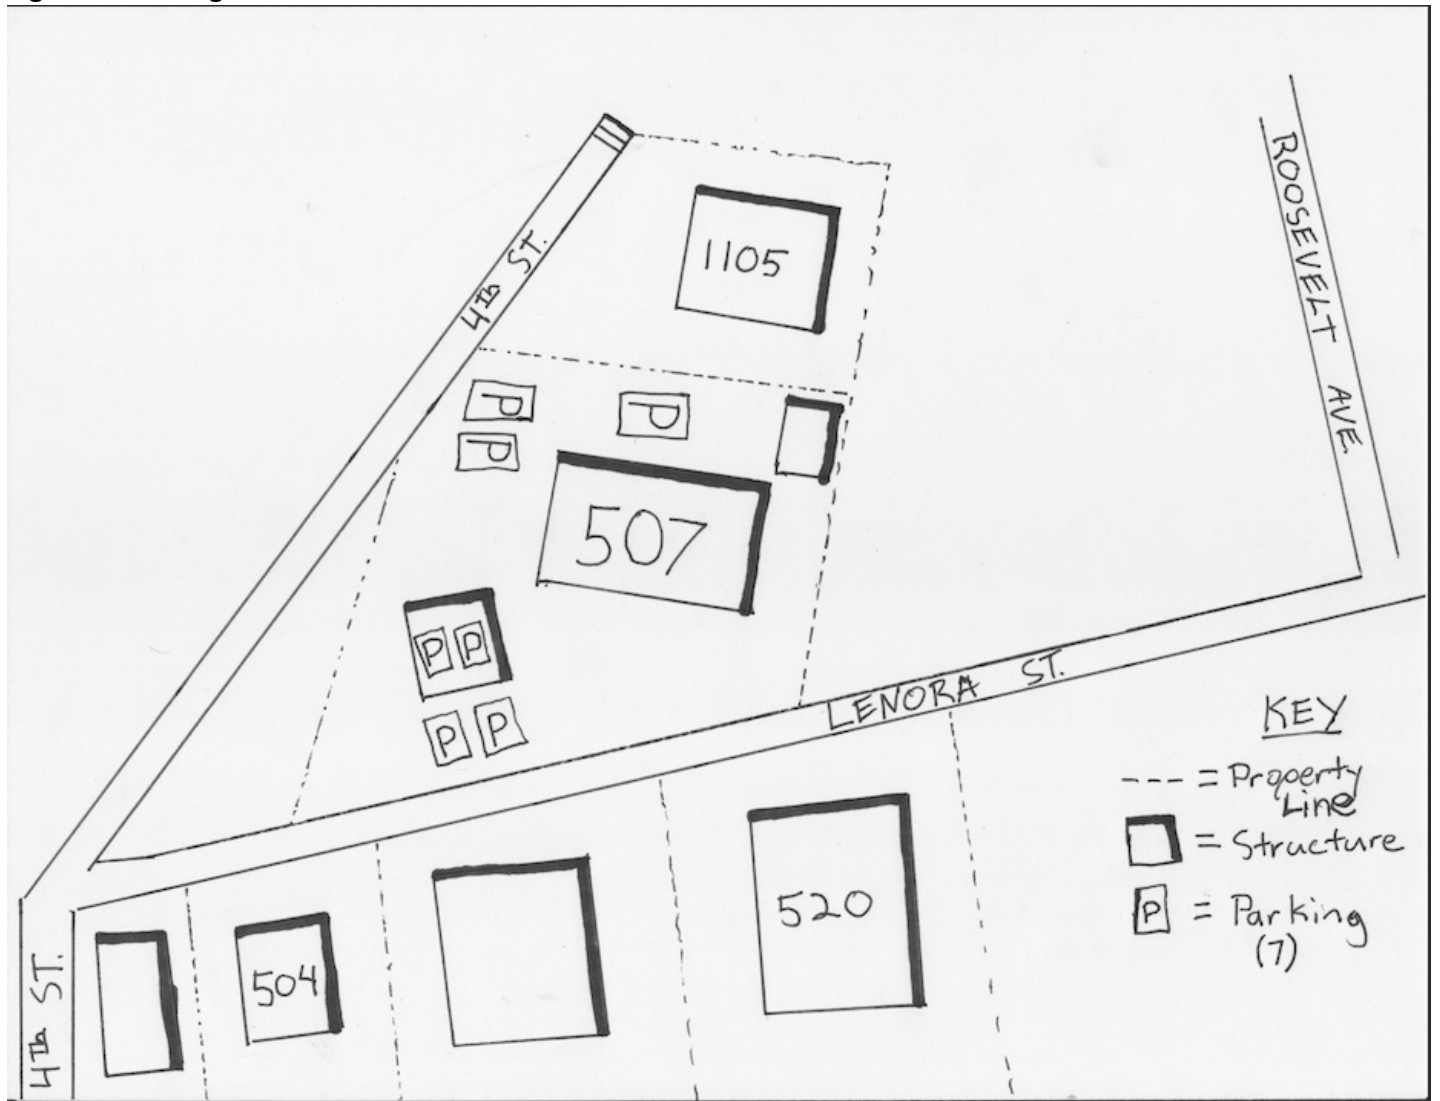 ROOSEVELT AVE.
1105
4Th ST.
P
P
P
507
P P
P P
LENORA ST.
KEY
---- = Property
Line
= Structure
P = Parking
(7)
520
504
4Th ST.